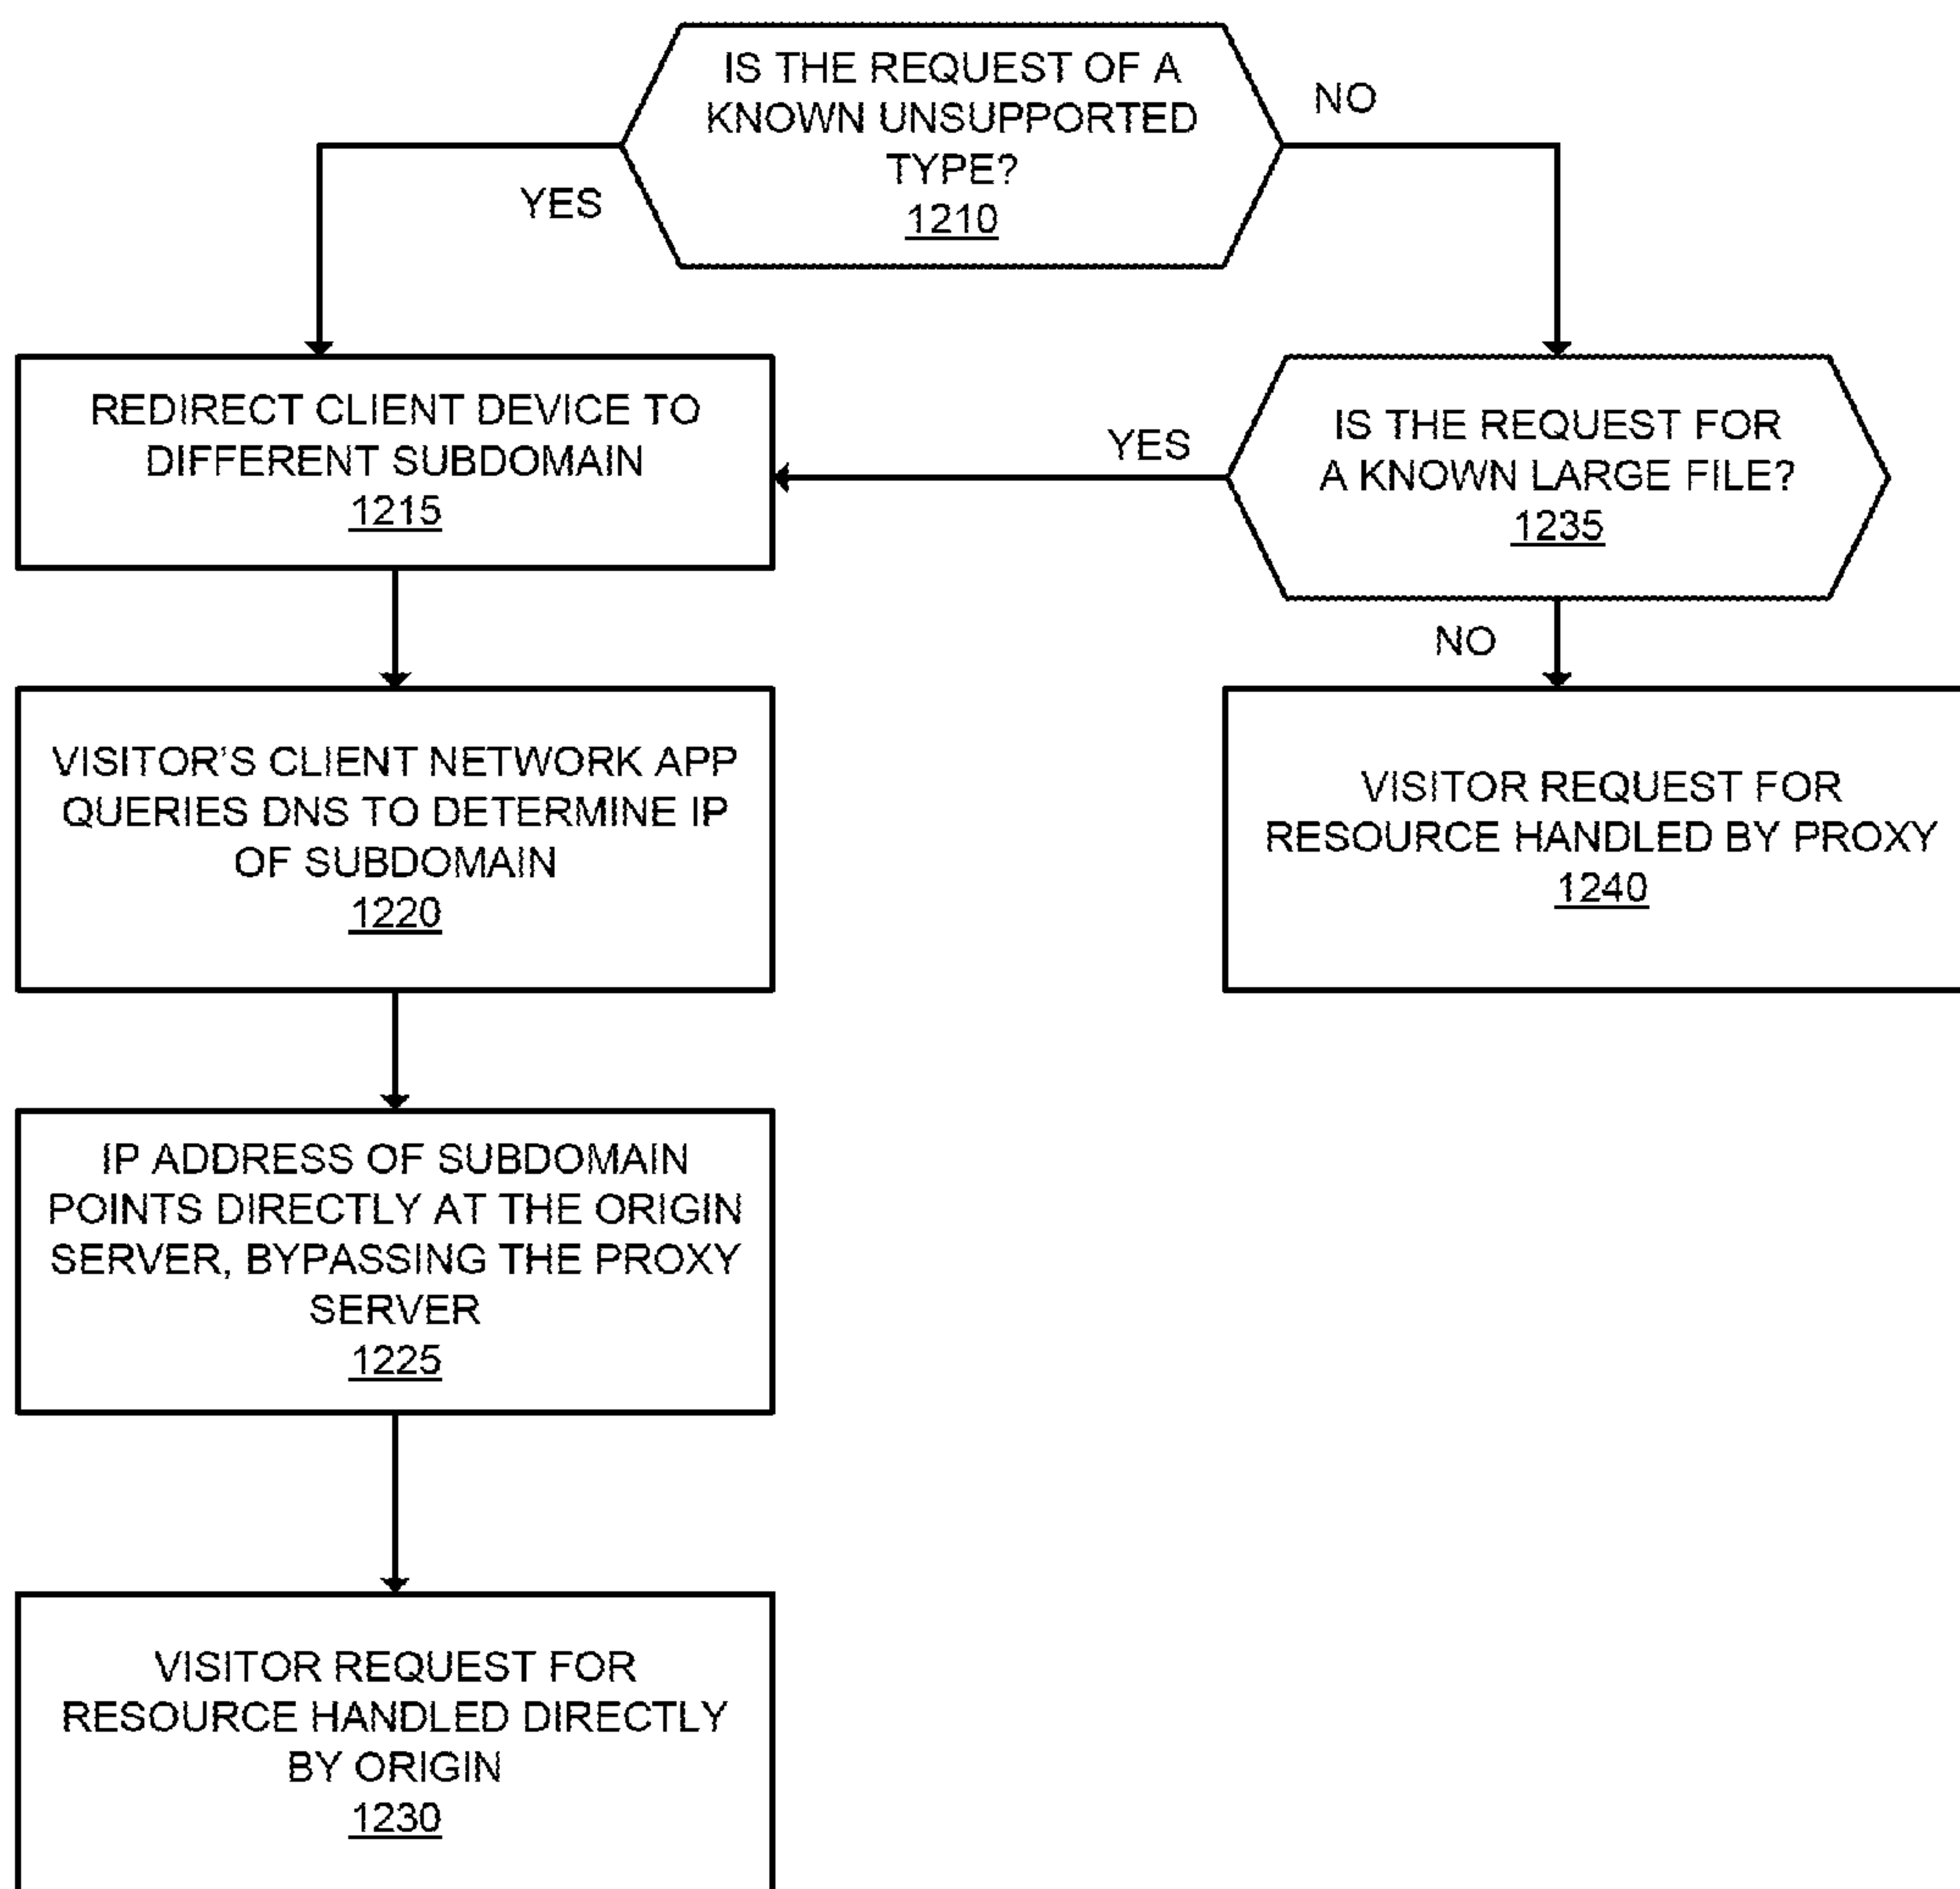 IS THE REQUEST OF A
KNOWN UNSUPPORTED
TYPE?
1210
NO
YES
REDIRECT CLIENT DEVICE TO
DIFFERENT SUBDOMAIN
1215
YES
IS THE REQUEST FOR
A KNOWN LARGE FILE?
1235
NO
VISITOR'S CLIENT NETWORK APP
QUERIES DNS TO DETERMINE IP
OF SUBDOMAIN
1220
VISITOR REQUEST FOR
RESOURCE HANDLED BY PROXY
1240
IP ADDRESS OF SUBDOMAIN
POINTS DIRECTLY AT THE ORIGIN
SERVER, BYPASSING THE PROXY
SERVER
1225
VISITOR REQUEST FOR
RESOURCE HANDLED DIRECTLY
BY ORIGIN
1230